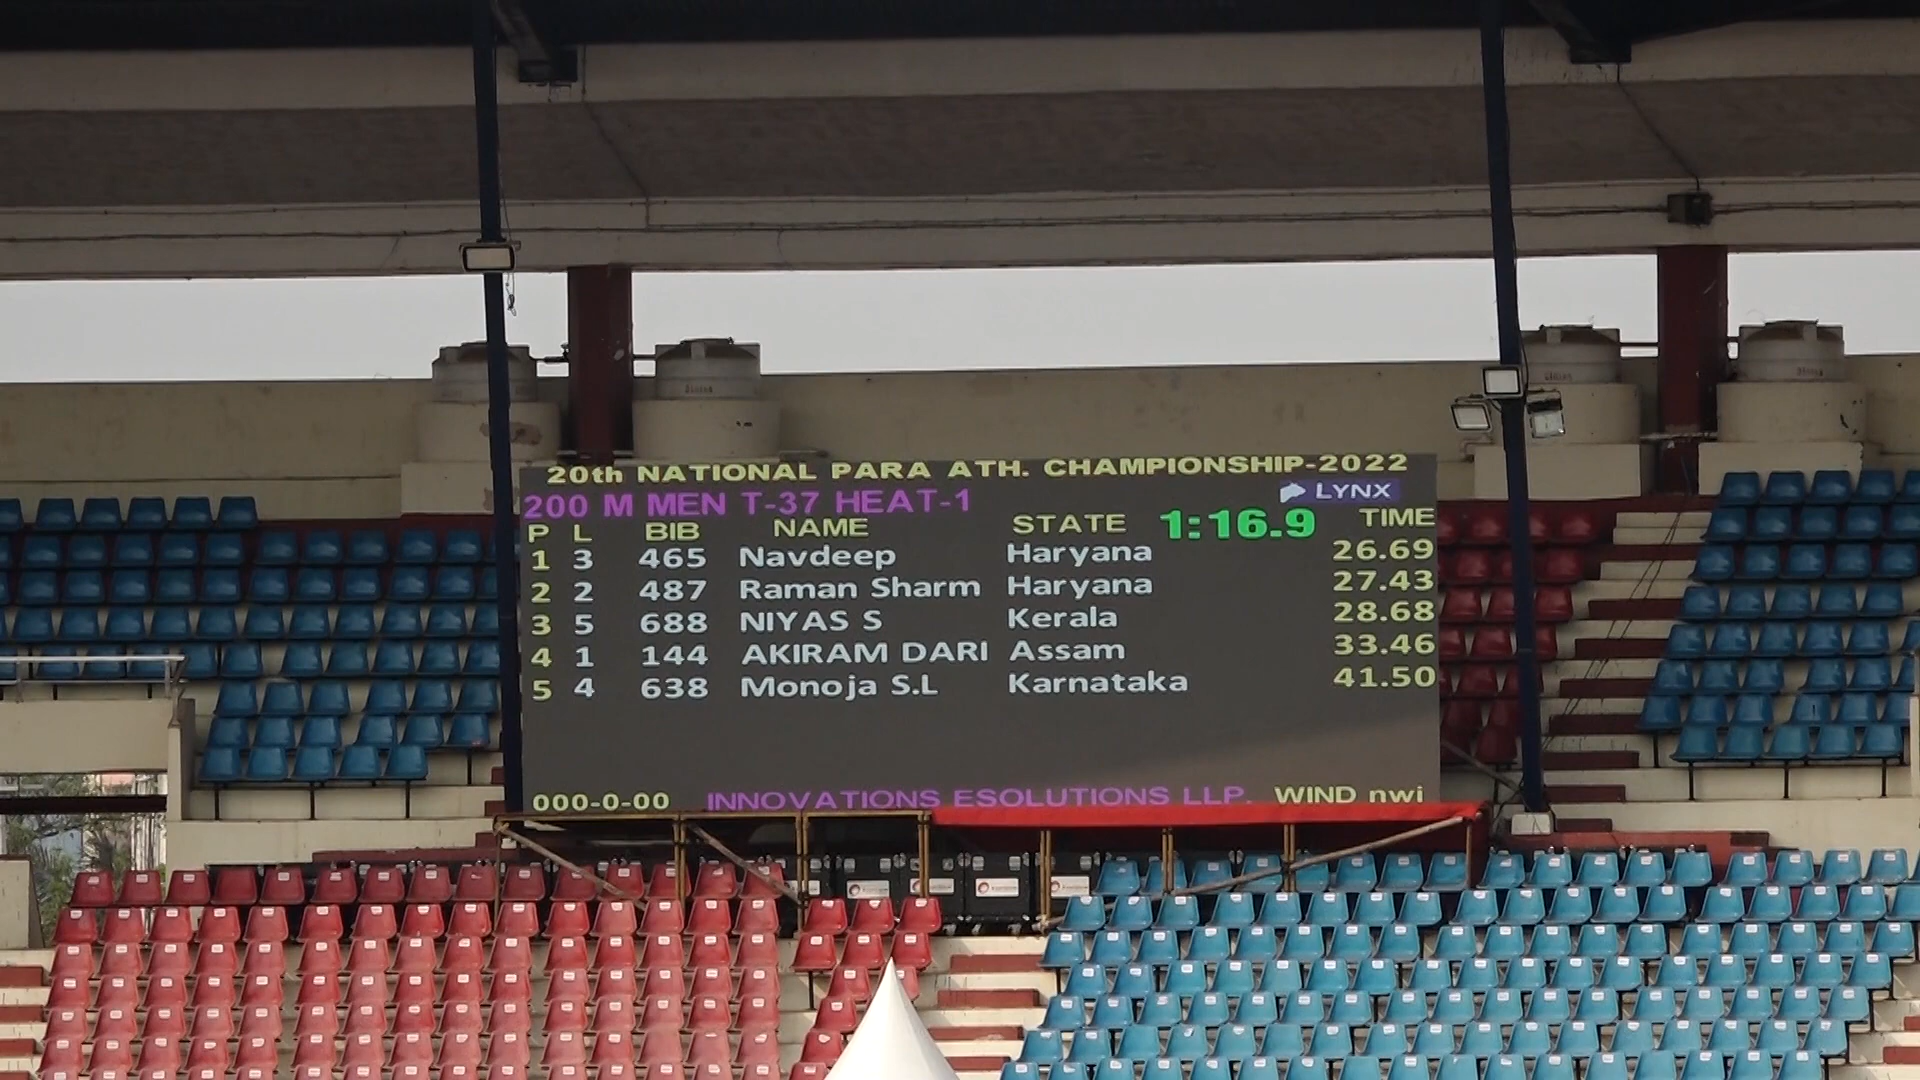 20th NATIONAL PARA ATH. CHAMPIONSHIP-2022
200 M MEN T-37 HEAT-1 LYNX
P L BIB NAME STATE 1:16.9 TIME
1 3 465 Navdeep Haryana 26.69
2 2 487 Raman Sharm Haryana 27.43
3 5 688 NIYAS S Kerala 28.68
4 1 144 AKIRAM DARI Assam 33.46
5 4 638 Monoja S.L Karnataka 41.50
000-0-00 INNOVATIONS ESOLUTIONS LLP. WIND nwi